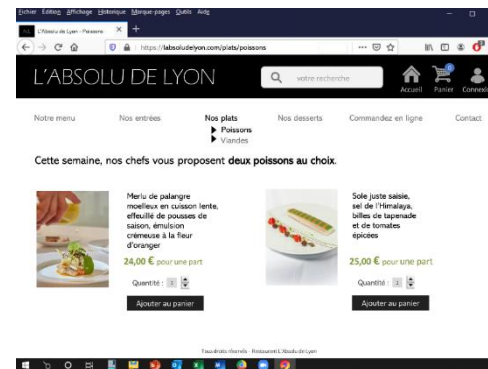 Fichier Édition Affichage Historique Marque-pages Outils Aide
L'Absolu de Lyon - Poissons
https://labsoludelyon.com/plats/poissons
L'ABSOLU DE LYON
votre recherche
Accueil
Panier
Connexi
Notre menu
Nos entrées
Nos plats
Nos desserts
Commandez en ligne
Contact
Poissons
Viandes
Cette semaine, nos chefs vous proposent deux poissons au choix.
Merlu de palangre
moelleux en cuisson lente,
effeuillé de pousses de
saison, émulsion
crémeuse à la fleur
d'oranger
24,00 € pour une part
Quantité : 1
Ajouter au panier
Sole juste saisie,
sel de l'Himalaya,
billes de tapenade
et de tomates
épicées
25,00 € pour une part
Quantité : 1
Ajouter au panier
Tous droits réservés - Restaurant L'Absolu de Lyon